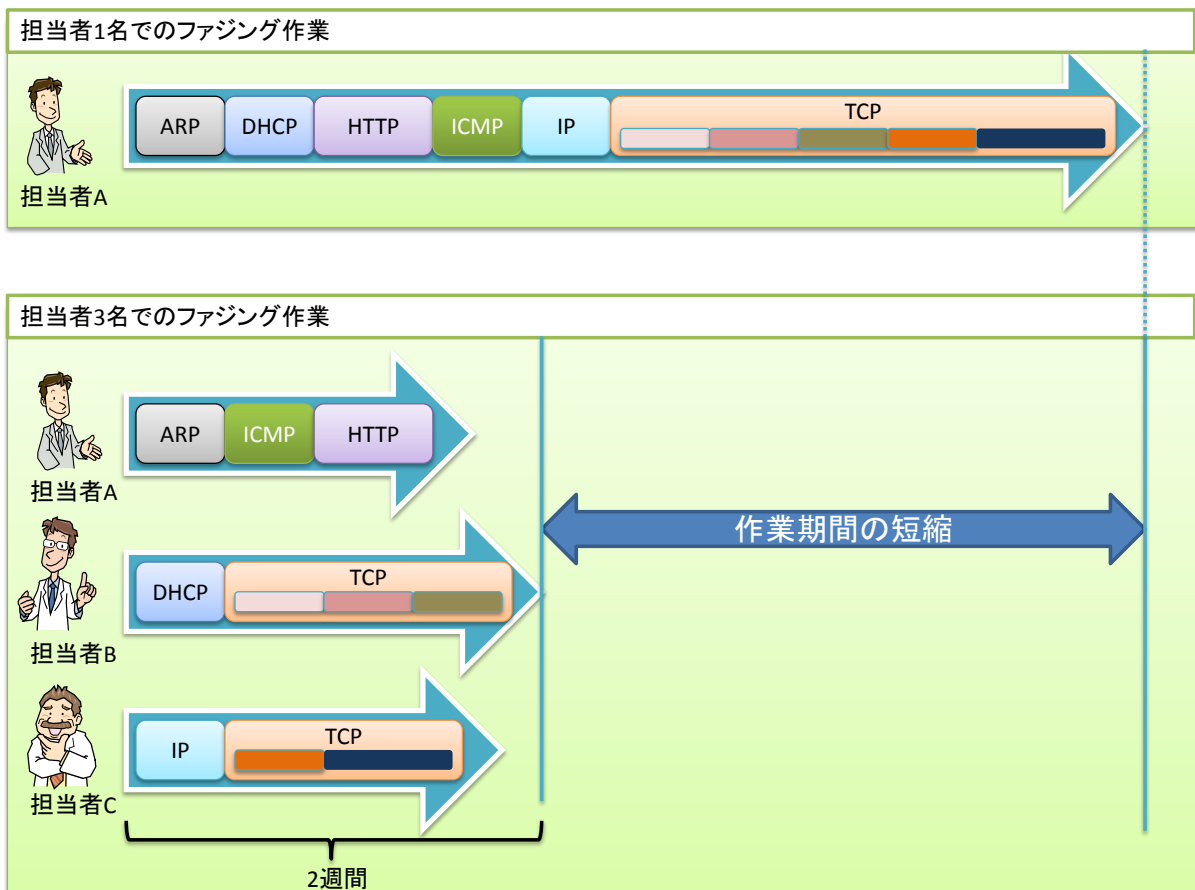 担当者1名でのファジング作業
ARP DHCP HTTP ICMP IP TCP
担当者A
担当者3名でのファジング作業
ARP ICMP HTTP
担当者A
作業期間の短縮
DHCP TCP
担当者B
IP TCP
担当者C
2週間